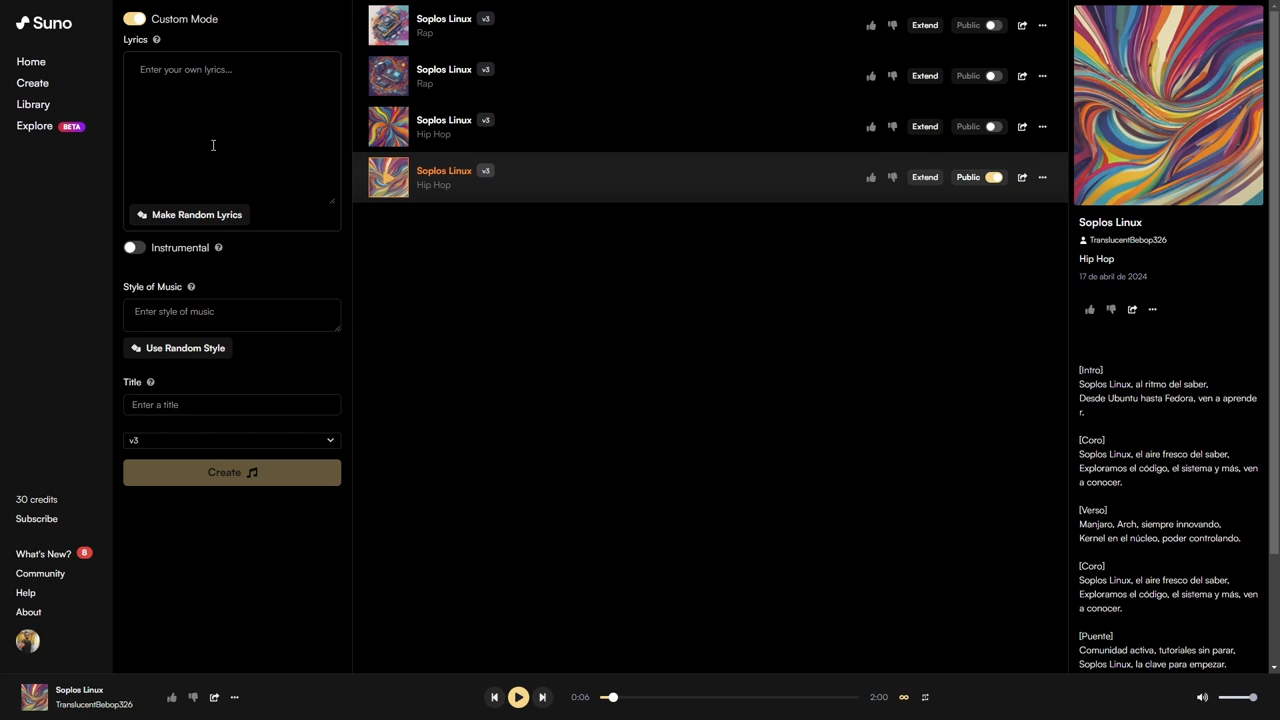 Suno
Home
Create
Library
Explore BETA
30 credits
Subscribe
What's New? 8
Community
Help
About
Custom Mode
Lyrics
Enter your own lyrics...
Make Random Lyrics
Instrumental
Style of Music
Enter style of music
Use Random Style
Title
Enter a title
v3
Create
Soplos Linux v3
Rap
Extend Public
Soplos Linux v3
Rap
Extend Public
Soplos Linux v3
Hip Hop
Extend Public
Soplos Linux v3
Hip Hop
Extend Public
Soplos Linux
TranslucentBebop326
Hip Hop
17 de abril de 2024
[Intro]
Soplos Linux, al ritmo del saber,
Desde Ubuntu hasta Fedora, ven a aprende
r.
[Coro]
Soplos Linux, el aire fresco del saber,
Exploramos el código, el sistema y más, ven
a conocer.
[Verso]
Manjaro, Arch, siempre innovando,
Kernel en el núcleo, poder controlando.
[Coro]
Soplos Linux, el aire fresco del saber,
Exploramos el código, el sistema y más, ven
a conocer.
[Puente]
Comunidad activa, tutoriales sin parar,
Soplos Linux, la clave para empezar.
Soplos Linux
TranslucentBebop326
0:06 2:00